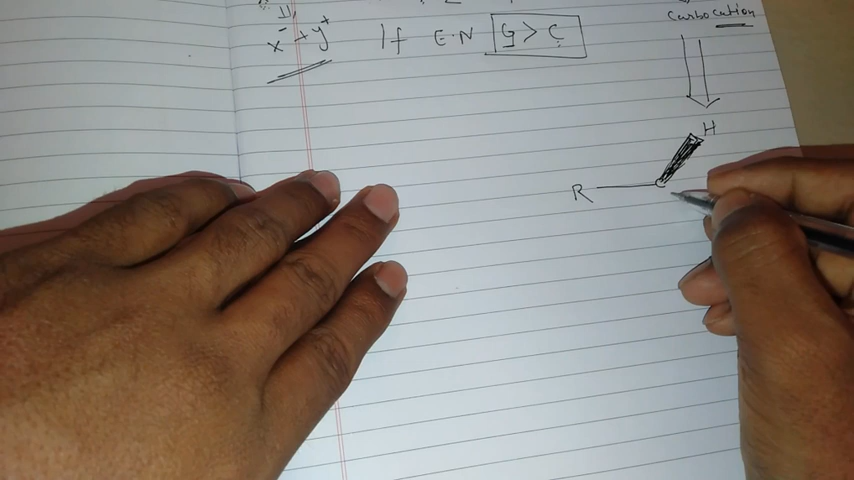 Carbocation
x⁻ + y⁺ If E·N G > C
H
R C